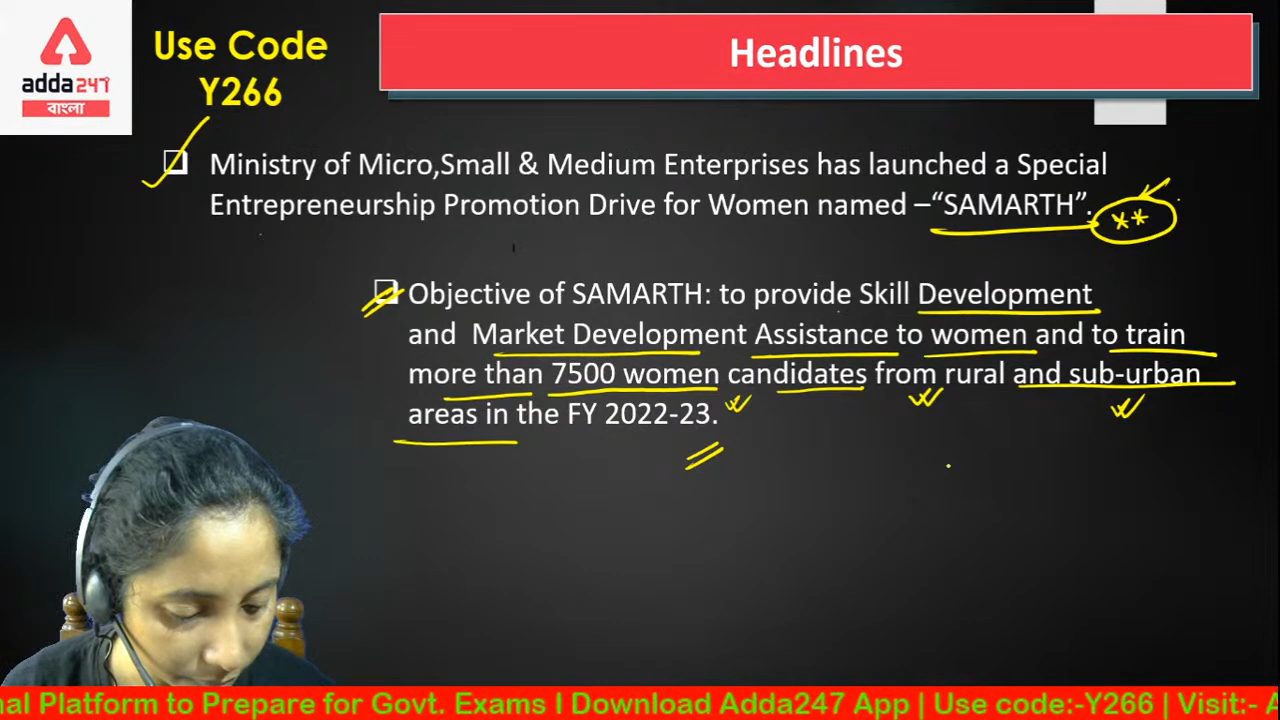 adda247
বাংলা
Use Code
Y266
Headlines
Ministry of Micro,Small & Medium Enterprises has launched a Special
Entrepreneurship Promotion Drive for Women named –“SAMARTH”.
**
Objective of SAMARTH: to provide Skill Development
and Market Development Assistance to women and to train
more than 7500 women candidates from rural and sub-urban
areas in the FY 2022-23.
nal Platform to Prepare for Govt. Exams I Download Adda247 App | Use code:-Y266 | Visit:- A